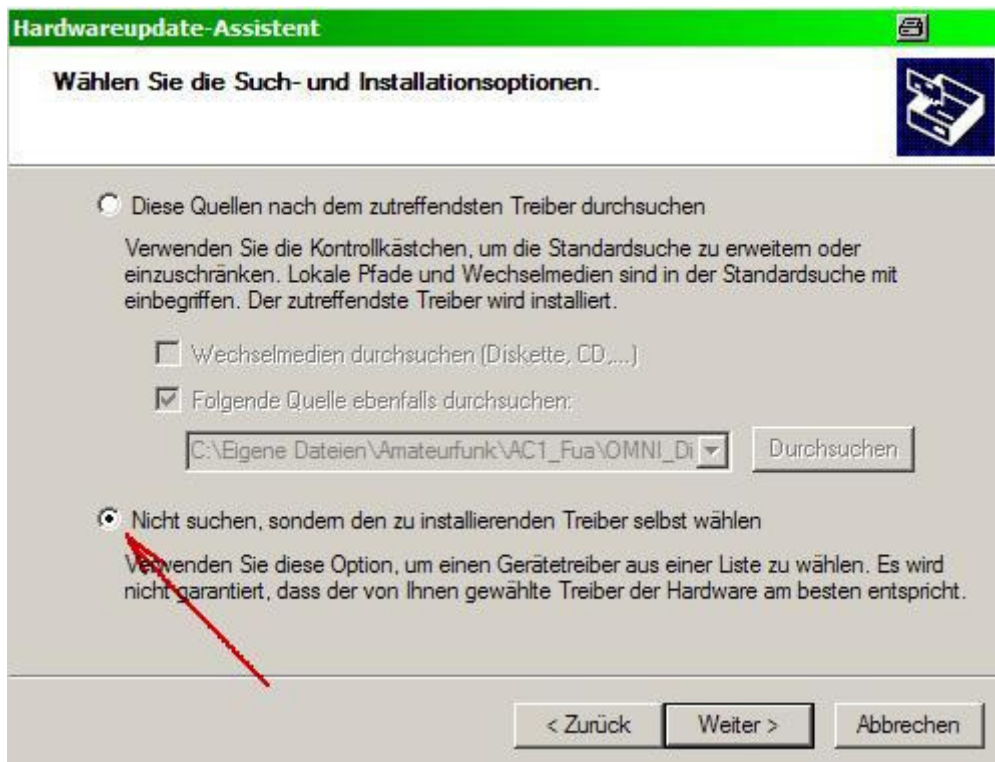 Hardwareupdate-Assistent
Wählen Sie die Such- und Installationsoptionen.
Diese Quellen nach dem zutreffendsten Treiber durchsuchen
Verwenden Sie die Kontrollkästchen, um die Standardsuche zu erweitern oder
einzuschränken. Lokale Pfade und Wechselmedien sind in der Standardsuche mit
einbegriffen. Der zutreffendste Treiber wird installiert.
Wechselmedien durchsuchen (Diskette, CD,...)
Folgende Quelle ebenfalls durchsuchen:
C:\Eigene Dateien\Amateurfunk\AC1_Fua\OMNI_Di
Durchsuchen
Nicht suchen, sondern den zu installierenden Treiber selbst wählen
Verwenden Sie diese Option, um einen Gerätetreiber aus einer Liste zu wählen. Es wird
nicht garantiert, dass der von Ihnen gewählte Treiber der Hardware am besten entspricht.
< Zurück
Weiter >
Abbrechen